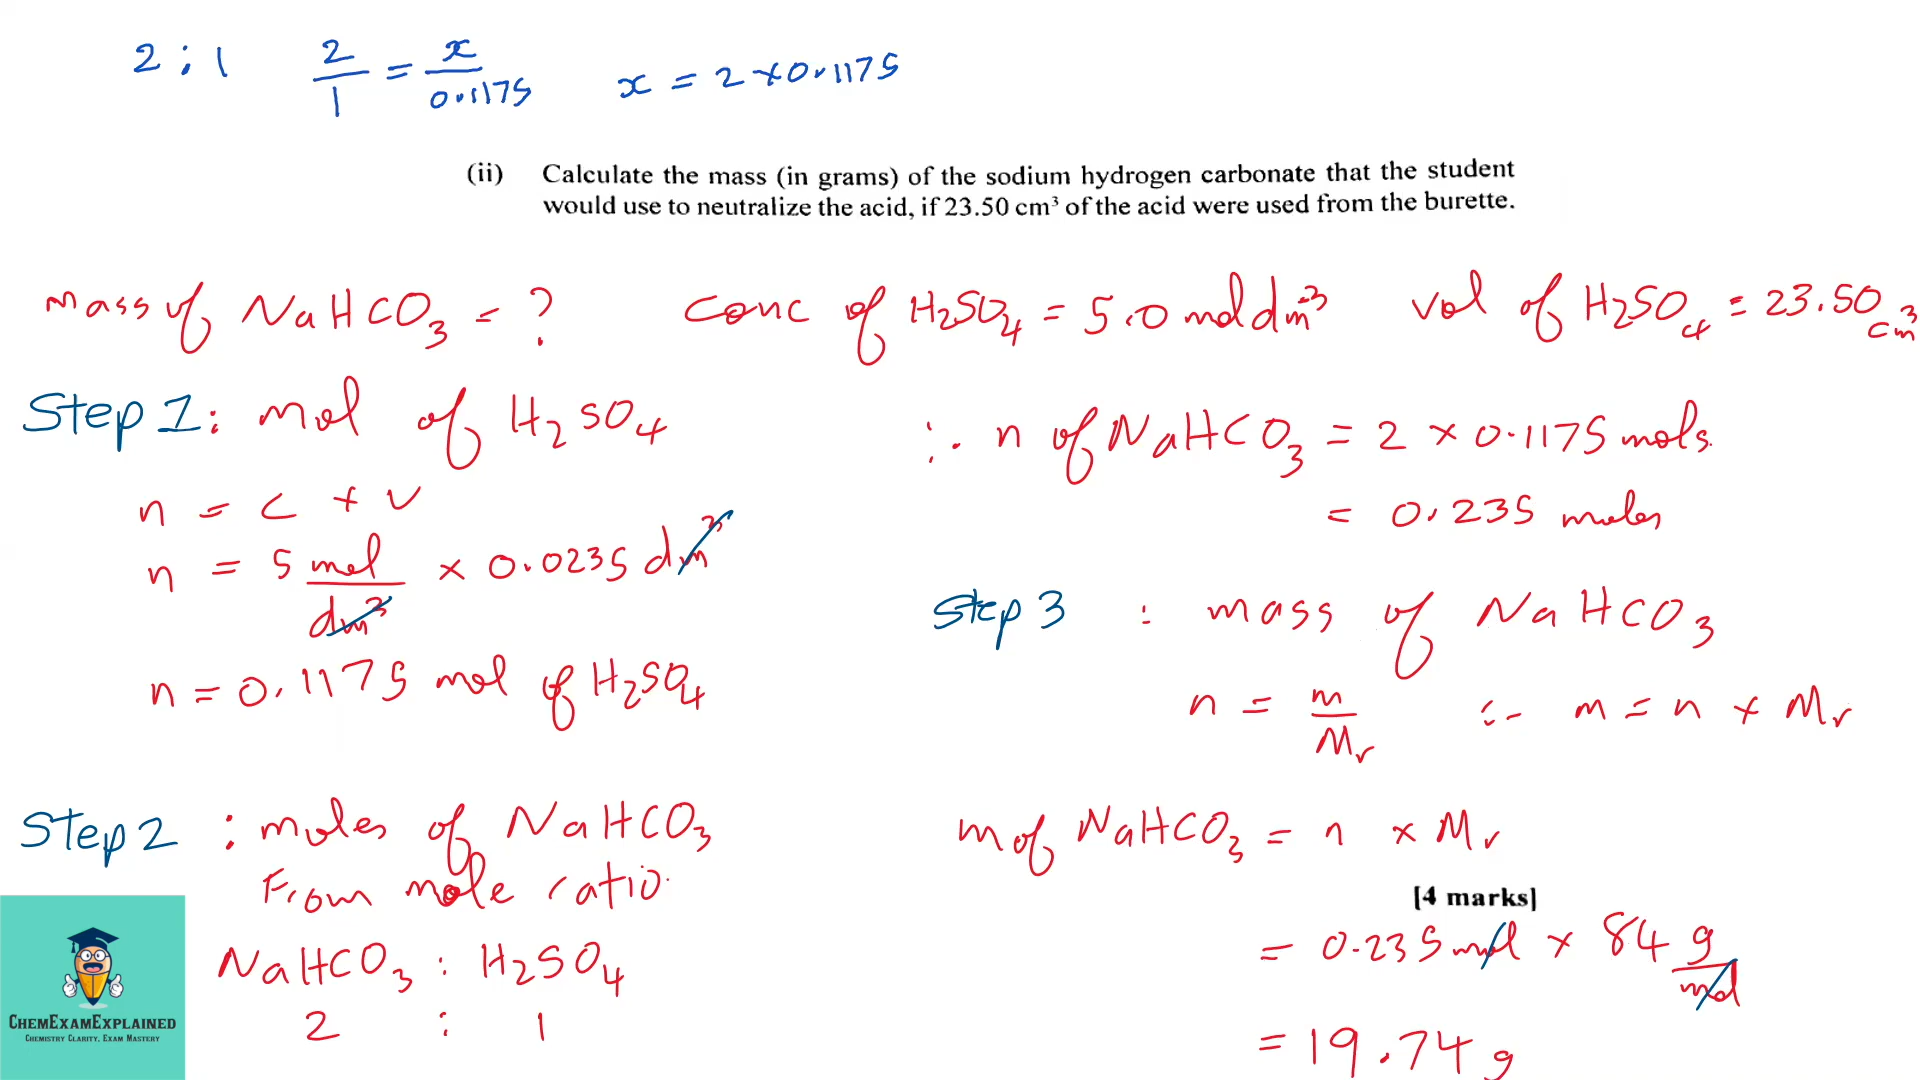 2 : 1 2/1 = x/0.1175 x = 2 × 0.1175
(ii) Calculate the mass (in grams) of the sodium hydrogen carbonate that the student
would use to neutralize the acid, if 23.50 cm³ of the acid were used from the burette.
Mass of NaHCO₃ = ? Conc of H₂SO₄ = 5.0 mol dm⁻³ Vol of H₂SO₄ = 23.50 cm³
Step 1: mol of H₂SO₄
n = c × v
n = 5 mol/dm³ × 0.0235 dm³
n = 0.1175 mol of H₂SO₄
Step 2 : moles of NaHCO₃
From mole ratio.
NaHCO₃ : H₂SO₄
2 : 1
∴ n of NaHCO₃ = 2 × 0.1175 mols.
= 0.235 moles
Step 3 : mass of NaHCO₃
n = m/Mr ∴ m = n × Mr
m of NaHCO₃ = n × Mr
[4 marks]
= 0.235 mol × 84 g/mol
= 19.74 g
ChemExamExplained
Chemistry Clarity, Exam Mastery